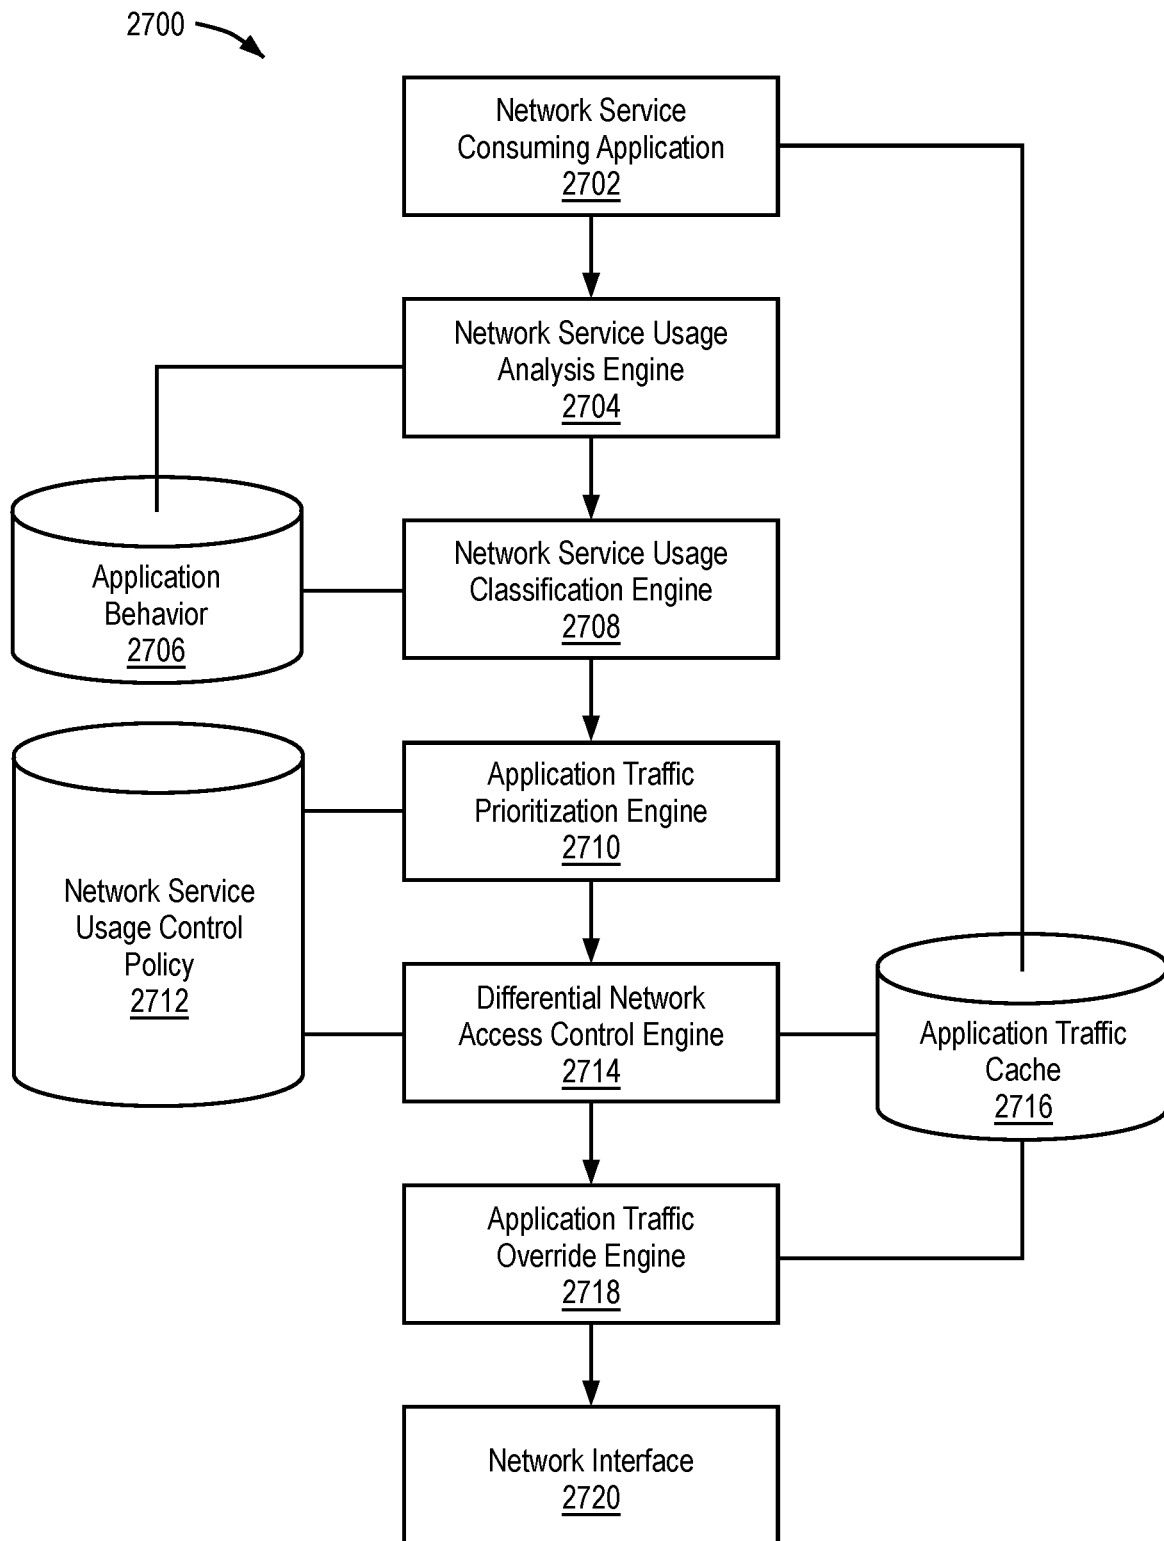 2700
Network Service
Consuming Application
2702
Network Service Usage
Analysis Engine
2704
Application
Behavior
2706
Network Service Usage
Classification Engine
2708
Application Traffic
Prioritization Engine
2710
Network Service
Usage Control
Policy
2712
Differential Network
Access Control Engine
2714
Application Traffic
Cache
2716
Application Traffic
Override Engine
2718
Network Interface
2720